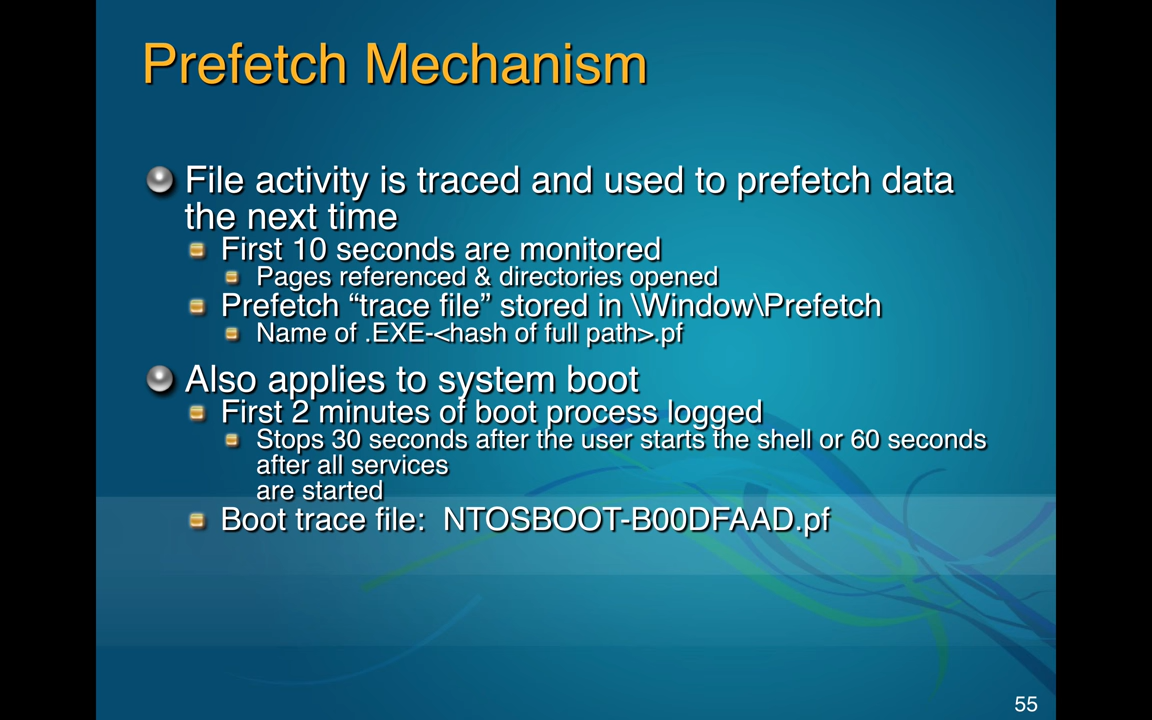 Prefetch Mechanism
File activity is traced and used to prefetch data
the next time
First 10 seconds are monitored
Pages referenced & directories opened
Prefetch “trace file” stored in \Window\Prefetch
Name of .EXE-<hash of full path>.pf
Also applies to system boot
First 2 minutes of boot process logged
Stops 30 seconds after the user starts the shell or 60 seconds
after all services
are started
Boot trace file:  NTOSBOOT-B00DFAAD.pf
55